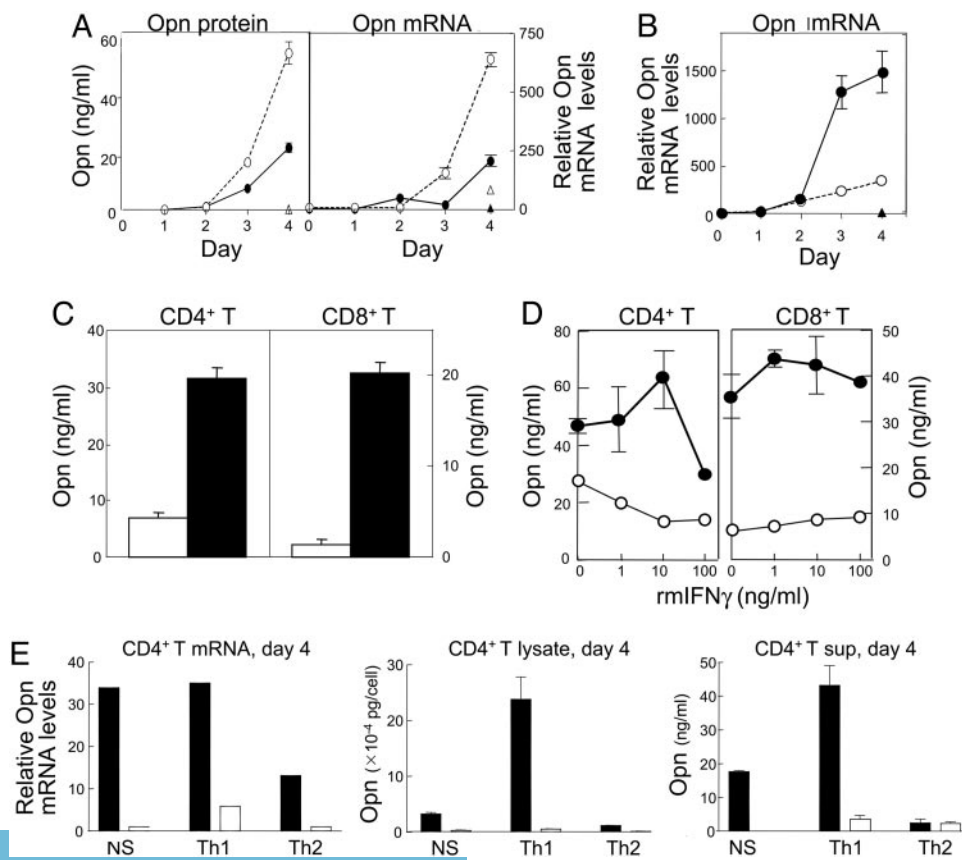 A
Opn protein
Opn mRNA
60
40
20
0
Opn (ng/ml)
0 1 2 3 4
Day
0 1 2 3 4
Day
750
500
250
0
Relative Opn
mRNA levels
B
Opn mRNA
1500
1000
500
0
Relative Opn
mRNA levels
0 1 2 3 4
Day
C
CD4⁺ T
CD8⁺ T
40
30
20
10
0
Opn (ng/ml)
20
10
0
Opn (ng/ml)
D
CD4⁺ T
CD8⁺ T
80
60
40
20
0
Opn (ng/ml)
50
40
30
20
10
0
Opn (ng/ml)
0 1 10 100
0 1 10 100
rmIFNγ (ng/ml)
E
CD4⁺ T mRNA, day 4
40
30
20
10
0
Relative Opn
mRNA levels
NS Th1 Th2
CD4⁺ T lysate, day 4
30
20
10
0
Opn (×10⁻⁴ pg/cell)
NS Th1 Th2
CD4⁺ T sup, day 4
50
40
30
20
10
0
Opn (ng/ml)
NS Th1 Th2